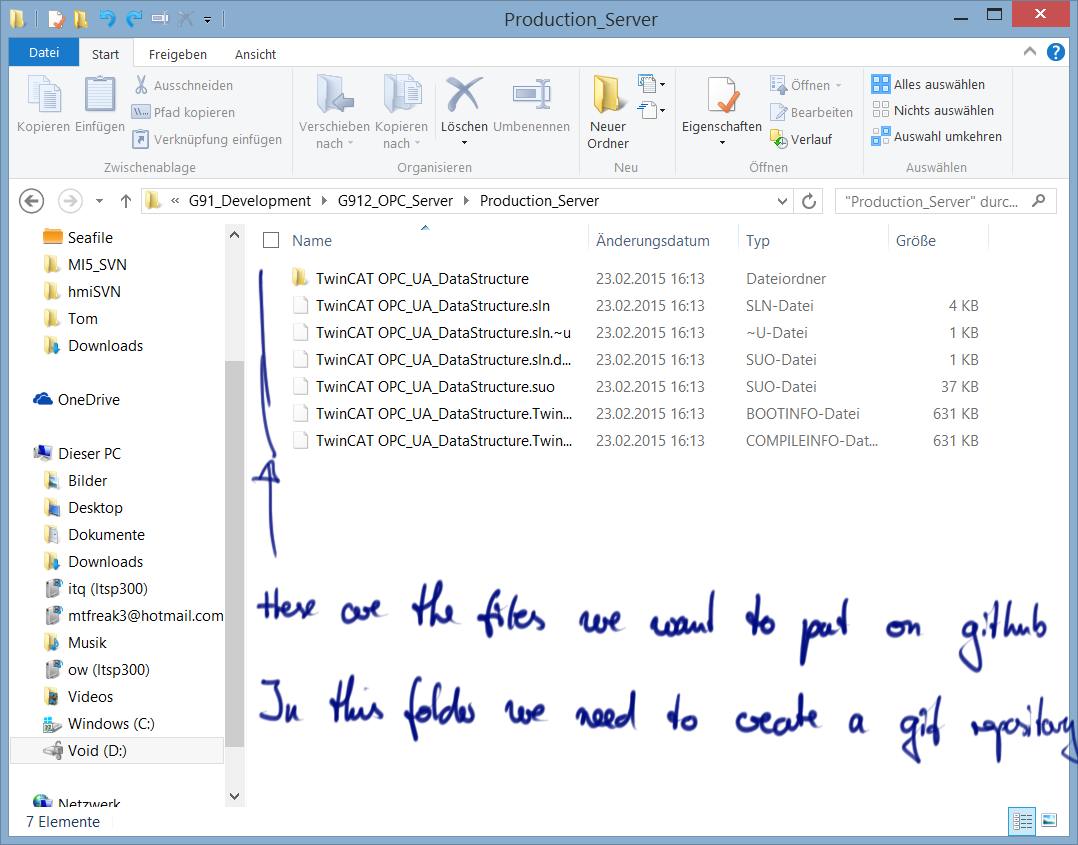 Production_Server
Datei Start Freigeben Ansicht
Kopieren Einfügen
Ausschneiden
Pfad kopieren
Verknüpfung einfügen
Zwischenablage
Verschieben nach
Kopieren nach
Löschen
Umbenennen
Organisieren
Neuer Ordner
Neu
Eigenschaften
Öffnen
Bearbeiten
Verlauf
Öffnen
Alles auswählen
Nichts auswählen
Auswahl umkehren
Auswählen
« G91_Development G912_OPC_Server Production_Server
"Production_Server" durc...
Seafile
MI5_SVN
hmiSVN
Tom
Downloads
OneDrive
Dieser PC
Bilder
Desktop
Dokumente
Downloads
itq (ltsp300)
mtfreak3@hotmail.com
Musik
ow (ltsp300)
Videos
Windows (C:)
Void (D:)
Netzwerk
Name Änderungsdatum Typ Größe
TwinCAT OPC_UA_DataStructure 23.02.2015 16:13 Dateiordner
TwinCAT OPC_UA_DataStructure.sln 23.02.2015 16:13 SLN-Datei 4 KB
TwinCAT OPC_UA_DataStructure.sln.~u 23.02.2015 16:13 ~U-Datei 1 KB
TwinCAT OPC_UA_DataStructure.sln.d... 23.02.2015 16:13 SUO-Datei 1 KB
TwinCAT OPC_UA_DataStructure.suo 23.02.2015 16:13 SUO-Datei 37 KB
TwinCAT OPC_UA_DataStructure.Twin... 23.02.2015 16:13 BOOTINFO-Datei 631 KB
TwinCAT OPC_UA_DataStructure.Twin... 23.02.2015 16:13 COMPILEINFO-Dat... 631 KB
Here are the files we want to put on github
In this folder we need to create a git repository
7 Elemente